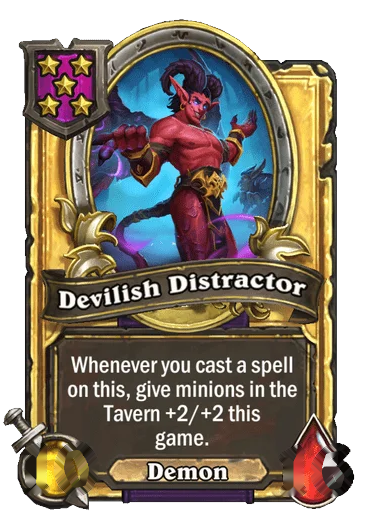 Devilish Distractor
Whenever you cast a spell
on this, give minions in the
Tavern +2/+2 this
game.
Demon